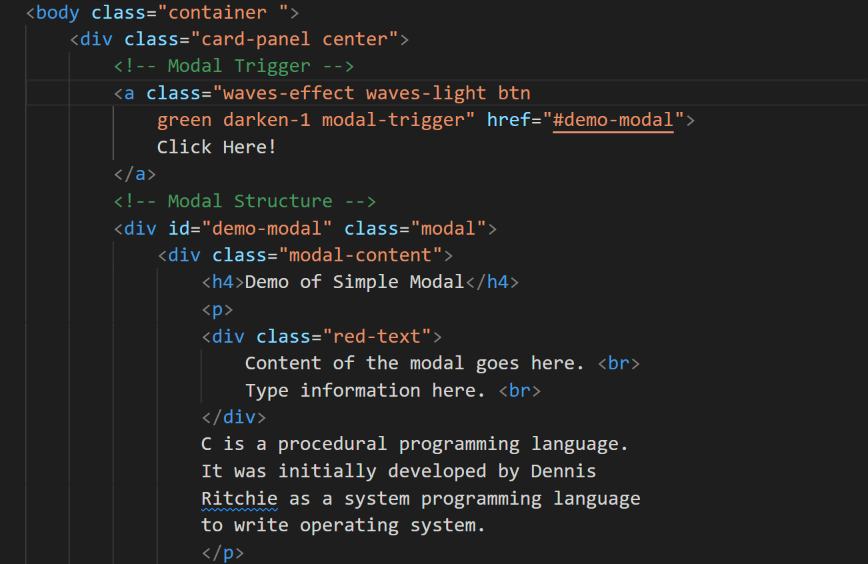 <body class="container ">
<div class="card-panel center">
<!-- Modal Trigger -->
<a class="waves-effect waves-light btn
green darken-1 modal-trigger" href="#demo-modal">
Click Here!
</a>
<!-- Modal Structure -->
<div id="demo-modal" class="modal">
<div class="modal-content">
<h4>Demo of Simple Modal</h4>
<p>
<div class="red-text">
Content of the modal goes here. <br>
Type information here. <br>
</div>
C is a procedural programming language.
It was initially developed by Dennis
Ritchie as a system programming language
to write operating system.
</p>